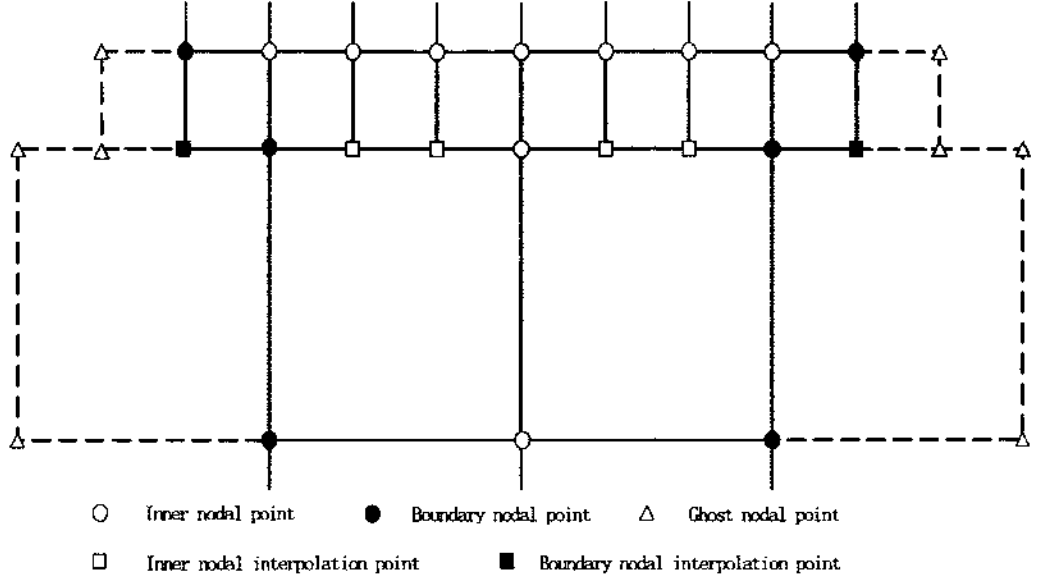 Inner nodal point
Boundary nodal point
Ghost nodal point
Inner nodal interpolation point
Boundary nodal interpolation point